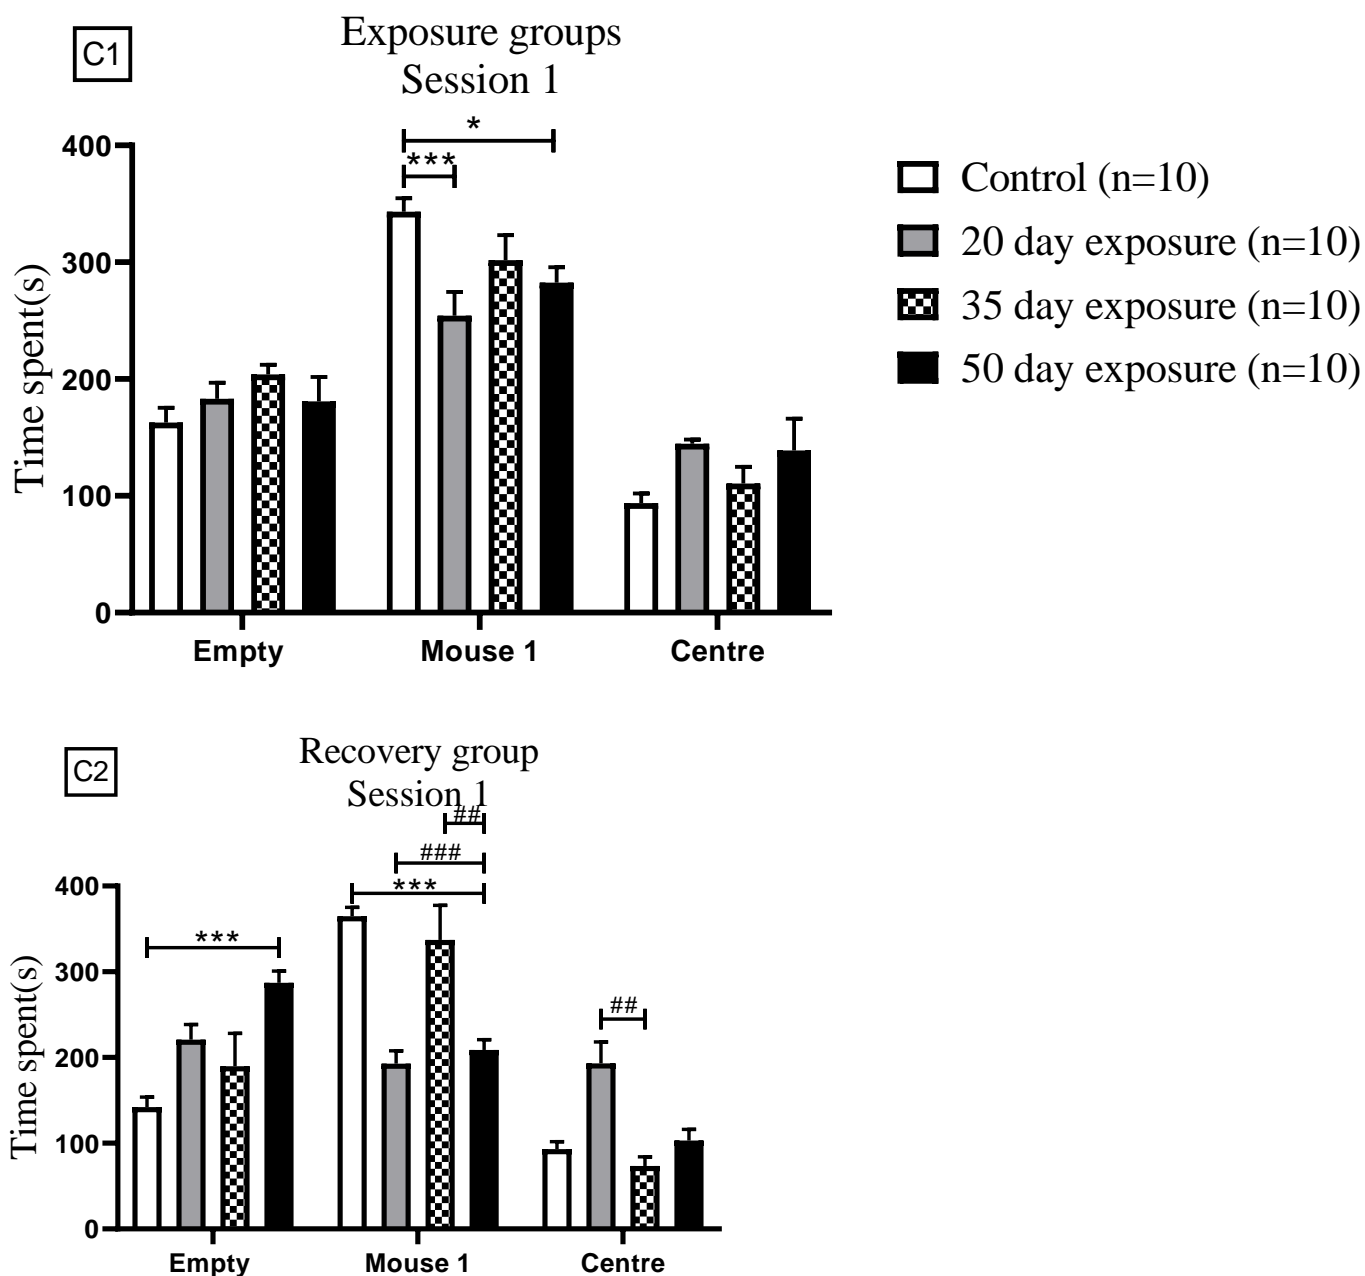 C1
Exposure groups
Session 1
*
***
400
300
200
100
0
Time spent(s)
Empty Mouse 1 Centre
Control (n=10)
20 day exposure (n=10)
35 day exposure (n=10)
50 day exposure (n=10)
C2
Recovery group
Session 1
##
###
***
***
##
400
300
200
100
0
Time spent(s)
Empty Mouse 1 Centre